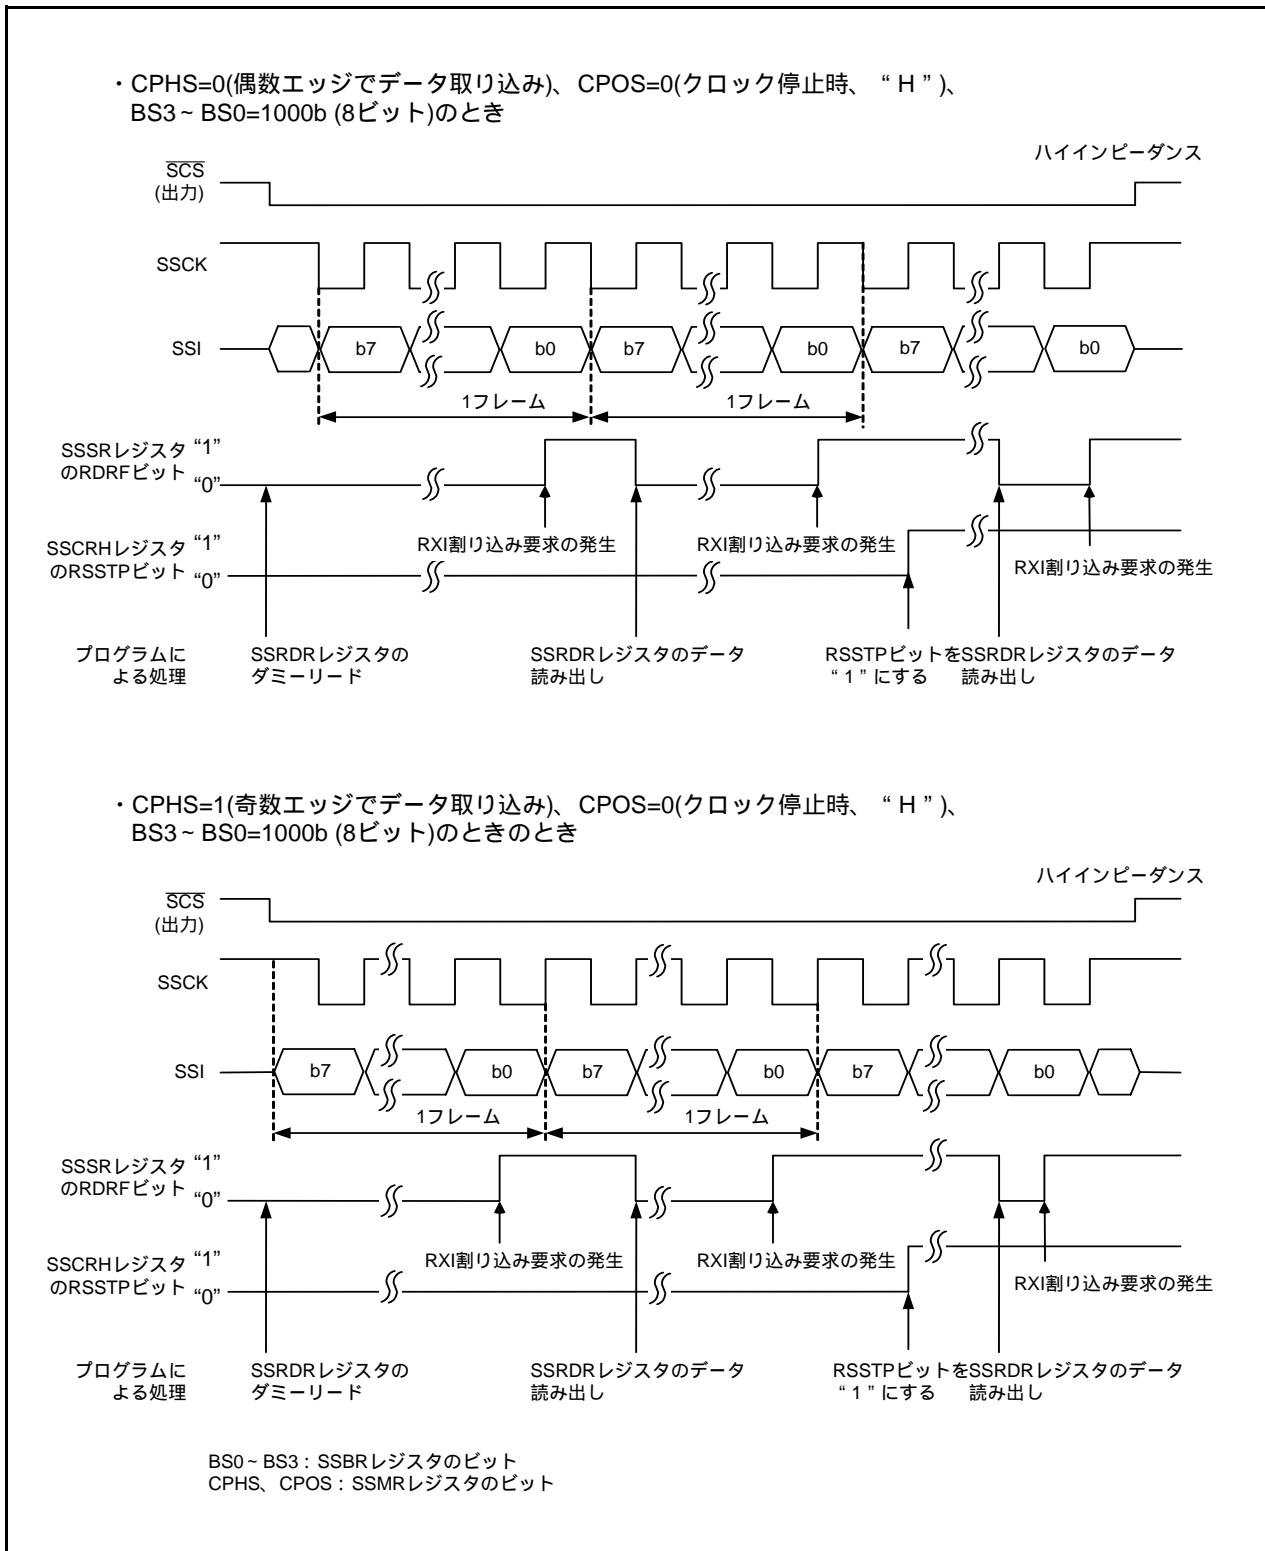 ・CPHS=0(偶数エッジでデータ取り込み)、CPOS=0(クロック停止時、“H”)、
BS3~BS0=1000b (8ビット)のとき
ハイインピーダンス
SCS
(出力)
SSCK
SSI
b7
b0
b7
b0
b7
b0
1フレーム
1フレーム
SSSRレジスタ “1”
のRDRFビット “0”
RXI割り込み要求の発生
RXI割り込み要求の発生
RXI割り込み要求の発生
SSCRHレジスタ “1”
のRSSTPビット “0”
プログラムに
よる処理
SSRDRレジスタの
ダミーリード
SSRDRレジスタのデータ
読み出し
RSSTPビットを
“1”にする
SSRDRレジスタのデータ
読み出し
・CPHS=1(奇数エッジでデータ取り込み)、CPOS=0(クロック停止時、“H”)、
BS3~BS0=1000b (8ビット)のときのとき
ハイインピーダンス
SCS
(出力)
SSCK
SSI
b7
b0
b7
b0
b7
b0
1フレーム
1フレーム
SSSRレジスタ “1”
のRDRFビット “0”
RXI割り込み要求の発生
RXI割り込み要求の発生
RXI割り込み要求の発生
SSCRHレジスタ “1”
のRSSTPビット “0”
プログラムに
よる処理
SSRDRレジスタの
ダミーリード
SSRDRレジスタのデータ
読み出し
RSSTPビットを
“1”にする
SSRDRレジスタのデータ
読み出し
BS0~BS3:SSBRレジスタのビット
CPHS、CPOS:SSMRレジスタのビット